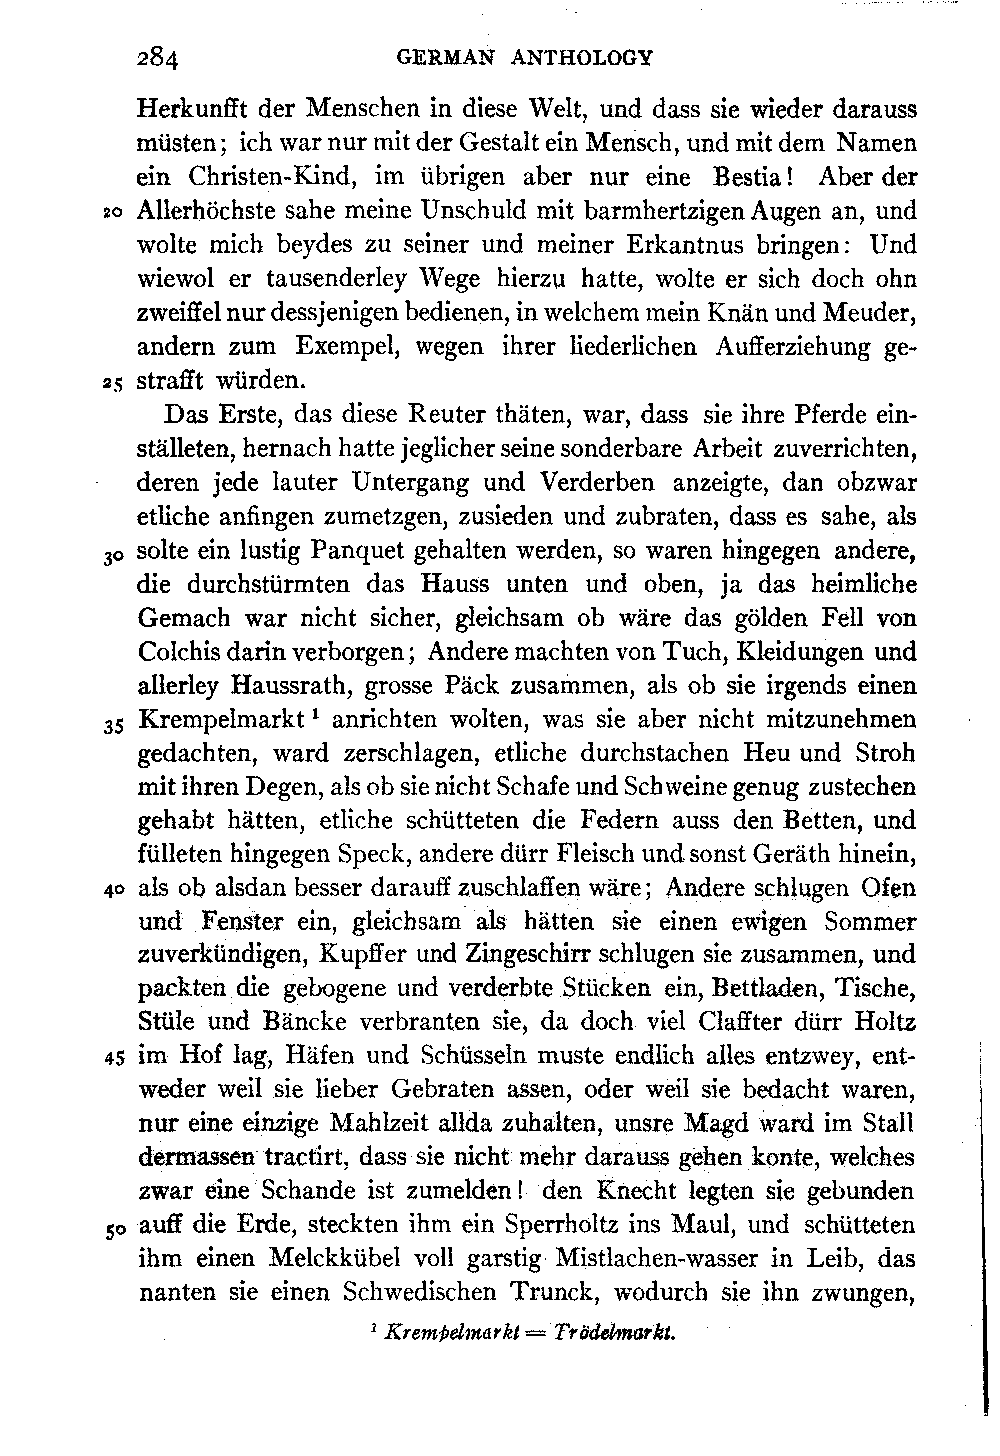 284 GERMAN ANTHOLOGY
Herkunfft der Menschen in diese Welt, und dass sie wieder darauss
müsten; ich war nur mit der Gestalt ein Mensch, und mit dem Namen
ein Christen-Kind, im übrigen aber nur eine Bestia! Aber der
20 Allerhöchste sahe meine Unschuld mit barmhertzigen Augen an, und
wolte mich beydes zu seiner und meiner Erkantnus bringen: Und
wiewol er tausenderley Wege hierzu hatte, wolte er sich doch ohn
zweiffel nur dessjenigen bedienen, in welchem mein Knän und Meuder,
andern zum Exempel, wegen ihrer liederlichen Aufferziehung ge-
25 strafft würden.
Das Erste, das diese Reuter thäten, war, dass sie ihre Pferde ein-
ställeten, hernach hatte jeglicher seine sonderbare Arbeit zuverrichten,
deren jede lauter Untergang und Verderben anzeigte, dan obzwar
etliche anfingen zumetzgen, zusieden und zubraten, dass es sahe, als
30 solte ein lustig Panquet gehalten werden, so waren hingegen andere,
die durchstürmten das Hauss unten und oben, ja das heimliche
Gemach war nicht sicher, gleichsam ob wäre das gölden Fell von
Colchis darin verborgen; Andere machten von Tuch, Kleidungen und
allerley Haussrath, grosse Päck zusammen, als ob sie irgends einen
35 Krempelmarkt ¹ anrichten wolten, was sie aber nicht mitzunehmen
gedachten, ward zerschlagen, etliche durchstachen Heu und Stroh
mit ihren Degen, als ob sie nicht Schafe und Schweine genug zustechen
gehabt hätten, etliche schütteten die Federn auss den Betten, und
fülleten hingegen Speck, andere dürr Fleisch und sonst Geräth hinein,
40 als ob alsdan besser darauff zuschlaffen wäre; Andere schlugen Ofen
und Fenster ein, gleichsam als hätten sie einen ewigen Sommer
zuverkündigen, Kupffer und Zingeschirr schlugen sie zusammen, und
packten die gebogene und verderbte Stücken ein, Bettladen, Tische,
Stüle und Bäncke verbranten sie, da doch viel Claffter dürr Holtz
45 im Hof lag, Häfen und Schüsseln muste endlich alles entzwey, ent-
weder weil sie lieber Gebraten assen, oder weil sie bedacht waren,
nur eine einzige Mahlzeit allda zuhalten, unsre Magd ward im Stall
dermassen tractirt, dass sie nicht mehr darauss gehen konte, welches
zwar eine Schande ist zumelden! den Knecht legten sie gebunden
50 auff die Erde, steckten ihm ein Sperrholtz ins Maul, und schütteten
ihm einen Melckkübel voll garstig Mistlachen-wasser in Leib, das
nanten sie einen Schwedischen Trunck, wodurch sie ihn zwungen,
¹ Krempelmarkt = Trödelmarkt.